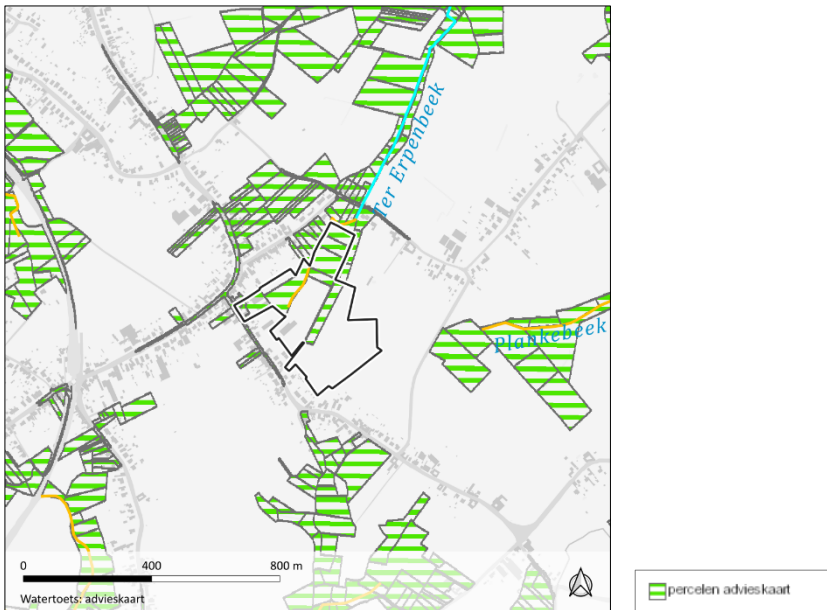 Ter Erpenbeek
Plankebeek
0 400 800 m
Watertoets: advieskaart
percelen advieskaart